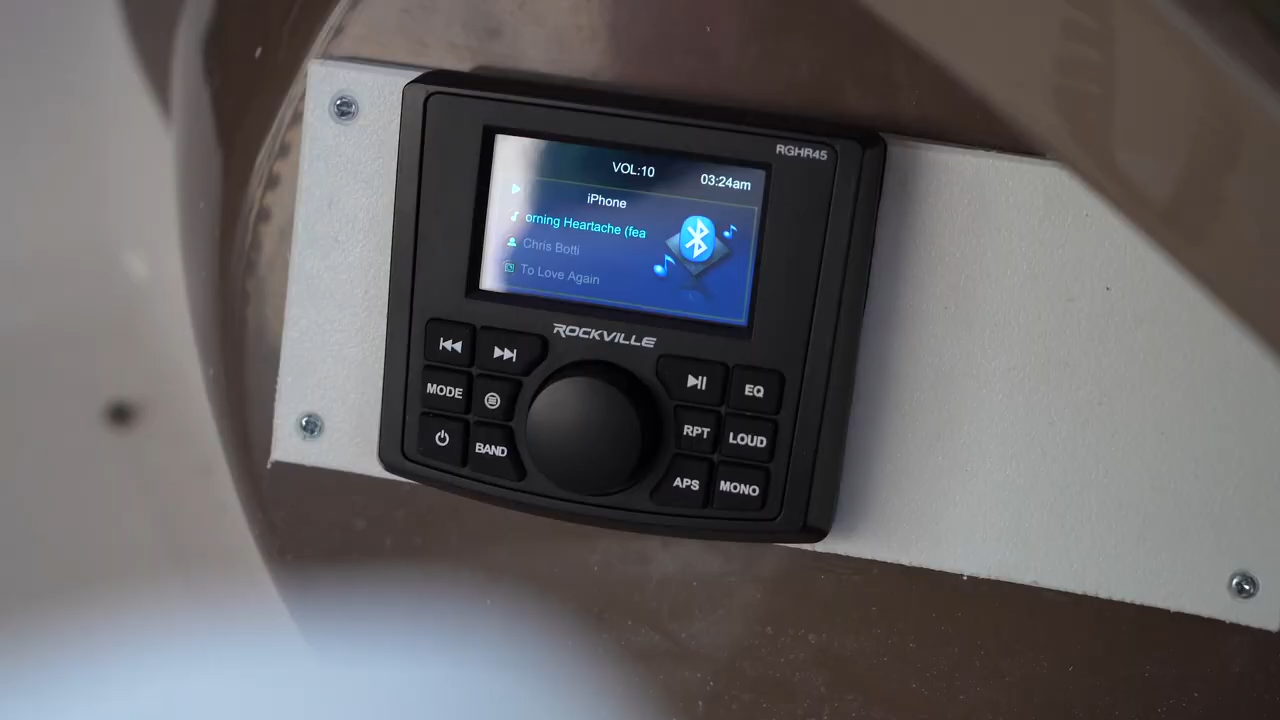 RGHR45
VOL:10
03:24am
iPhone
orning Heartache (fea
Chris Botti
To Love Again
ROCKVILLE
MODE
BAND
EQ
RPT
LOUD
APS
MONO